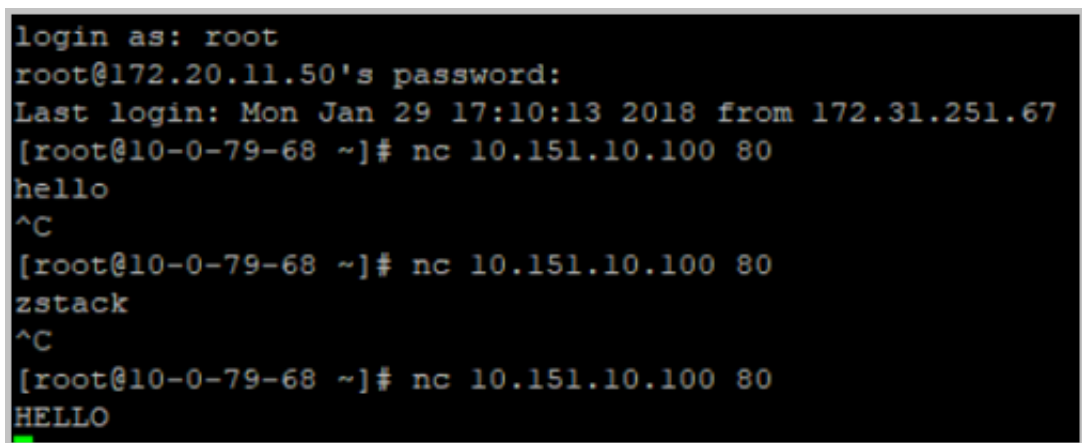 login as: root
root@172.20.11.50's password:
Last login: Mon Jan 29 17:10:13 2018 from 172.31.251.67
[root@10-0-79-68 ~]# nc 10.151.10.100 80
hello
^C
[root@10-0-79-68 ~]# nc 10.151.10.100 80
zstack
^C
[root@10-0-79-68 ~]# nc 10.151.10.100 80
HELLO